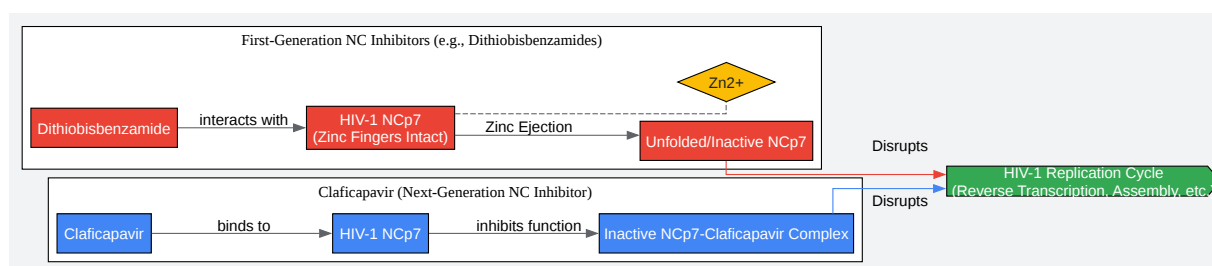 First-Generation NC Inhibitors (e.g., Dithiobisbenzamides)
Zn2+
Dithiobisbenzamide
interacts with
HIV-1 NCp7
(Zinc Fingers Intact)
Zinc Ejection
Unfolded/Inactive NCp7
Disrupts
HIV-1 Replication Cycle
(Reverse Transcription, Assembly, etc.)
Claficapavir (Next-Generation NC Inhibitor)
Disrupts
Claficapavir
binds to
HIV-1 NCp7
inhibits function
Inactive NCp7-Claficapavir Complex